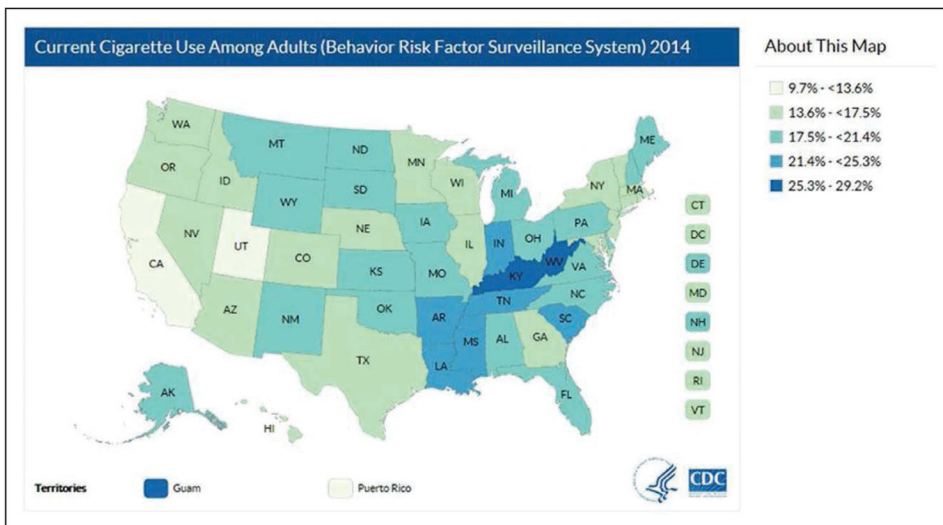 Current Cigarette Use Among Adults (Behavior Risk Factor Surveillance System) 2014
About This Map
9.7% - <13.6%
13.6% - <17.5%
17.5% - <21.4%
21.4% - <25.3%
25.3% - 29.2%
WA
MT
ND
MN
ME
OR
ID
SD
WI
MI
NY
MA
WY
IA
PA
NE
IL
IN
OH
NV
UT
CO
KS
MO
KY
WV
VA
CA
AZ
NM
OK
AR
TN
NC
SC
TX
LA
MS
AL
GA
FL
AK
HI
CT
DC
DE
MD
NH
NJ
RI
VT
Territories
Guam
Puerto Rico
CDC